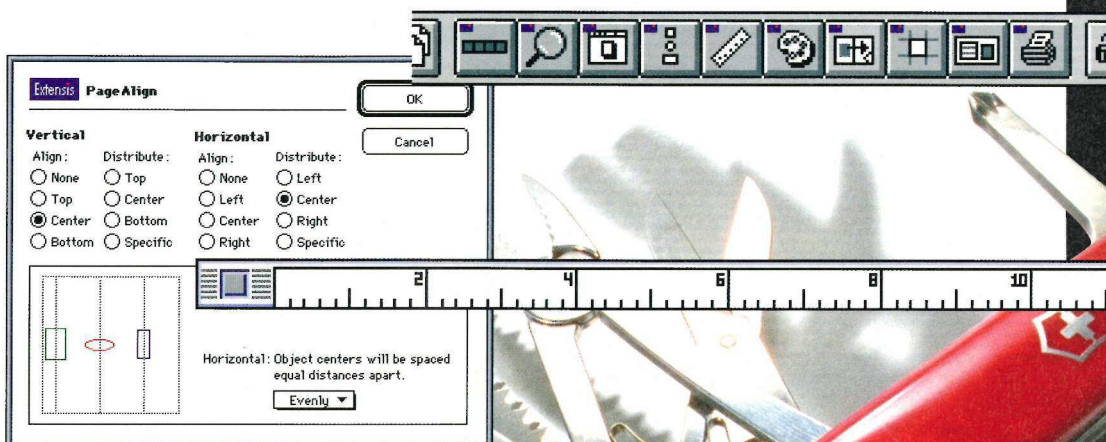 Extensis PageAlign
OK
Cancel
Vertical
Align:
Distribute:
None
Top
Top
Center
Center
Bottom
Bottom
Specific
Horizontal
Align:
Distribute:
None
Left
Left
Center
Center
Right
Right
Specific
2 4 6 8 10
Horizontal: Object centers will be spaced
equal distances apart.
Evenly